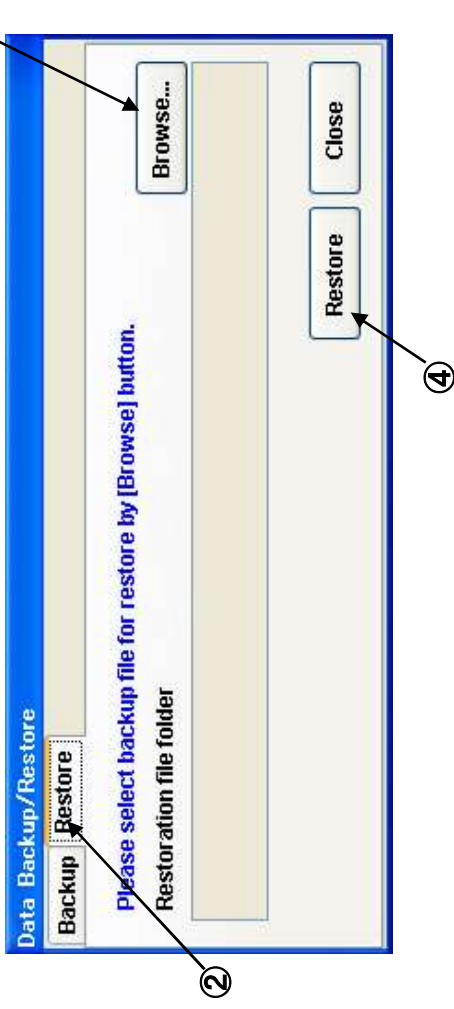 Data Backup/Restore
Backup Restore
Please select backup file for restore by [Browse] button.
Restoration file folder
Browse...
Restore Close
②
④